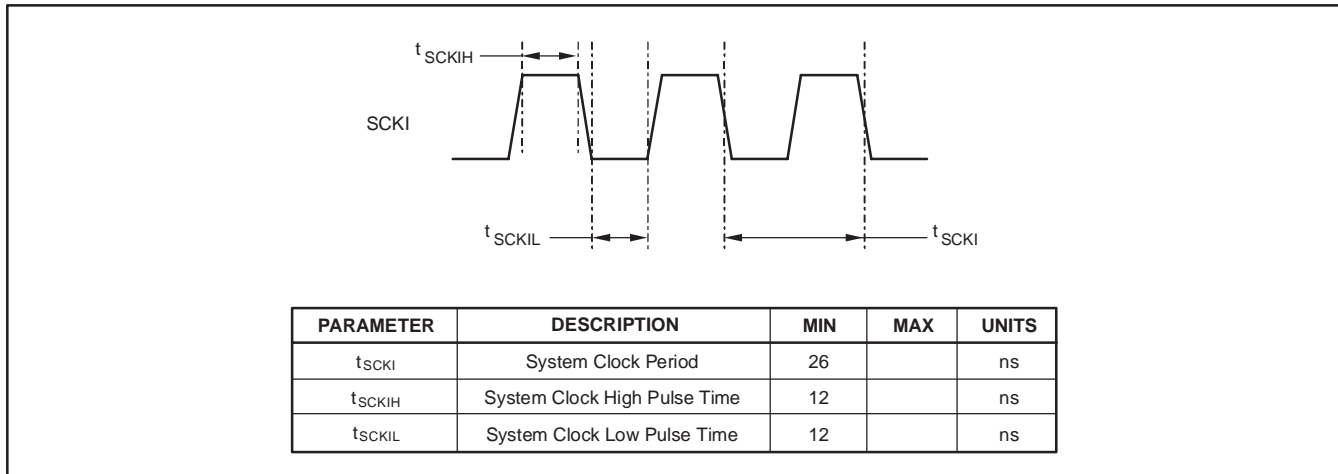 tSCKIH
SCKI
tSCKIL
tSCKI
PARAMETER DESCRIPTION MIN MAX UNITS
tSCKI System Clock Period 26 ns
tSCKIH System Clock High Pulse Time 12 ns
tSCKIL System Clock Low Pulse Time 12 ns